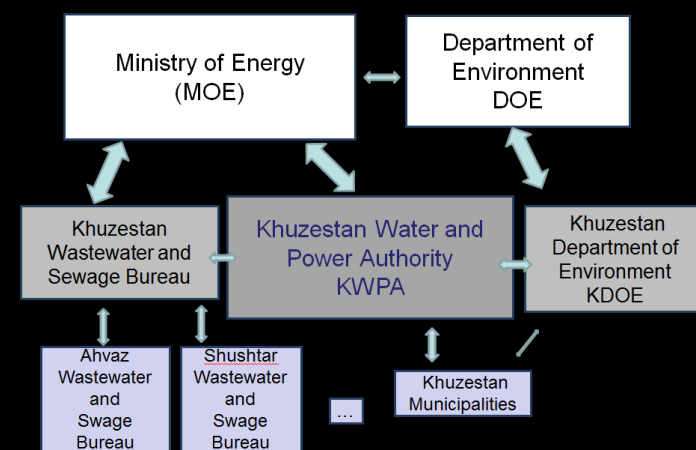 Ministry of Energy
(MOE)
Department of
Environment
DOE
Khuzestan
Wastewater and
Sewage Bureau
Khuzestan Water and
Power Authority
KWPA
Khuzestan
Department of
Environment
KDOE
Ahvaz
Wastewater
and
Swage
Bureau
Shushtar
Wastewater
and
Swage
Bureau
...
Khuzestan
Municipalities